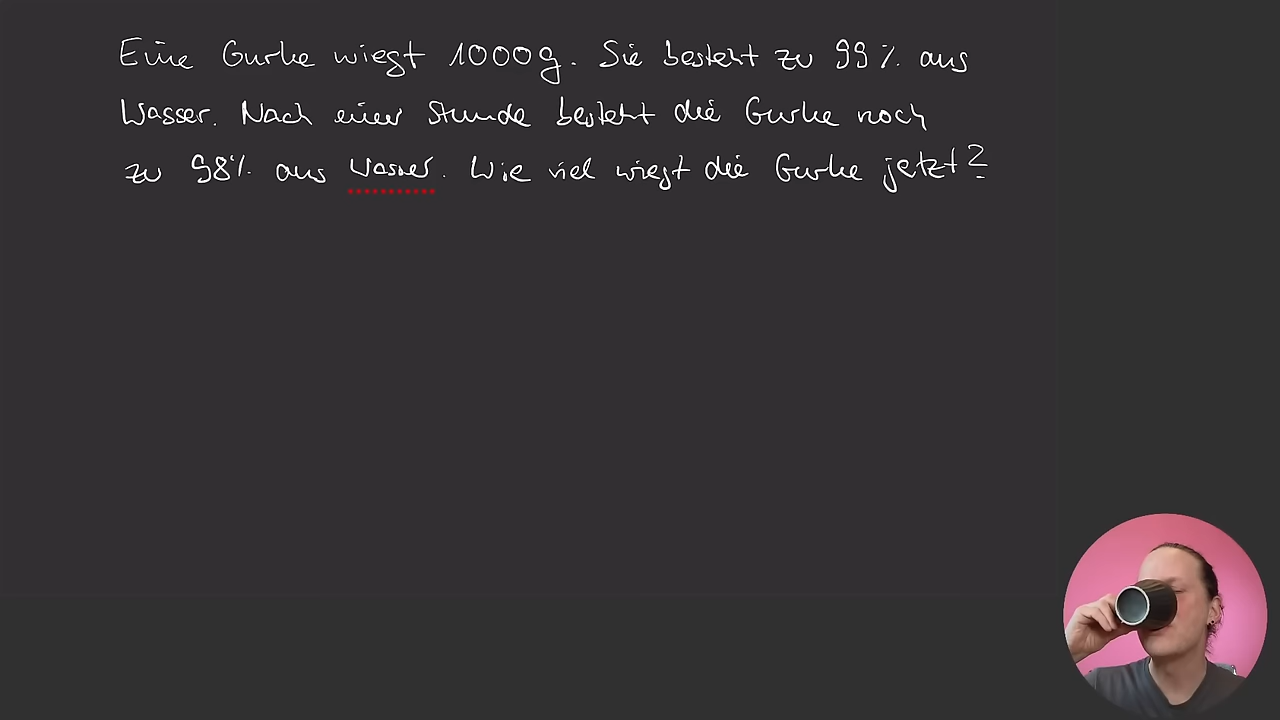 Eine Gurke wiegt 1000g. Sie besteht zu 99% aus
Wasser. Nach einer Stunde besteht die Gurke noch
zu 98% aus Wasser. Wie viel wiegt die Gurke jetzt?